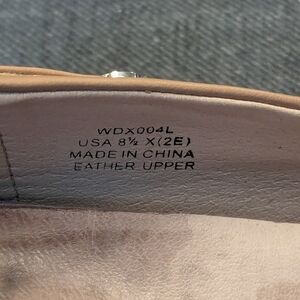 WDX004L
USA 8½ X(2E)
MADE IN CHINA
EATHER UPPER